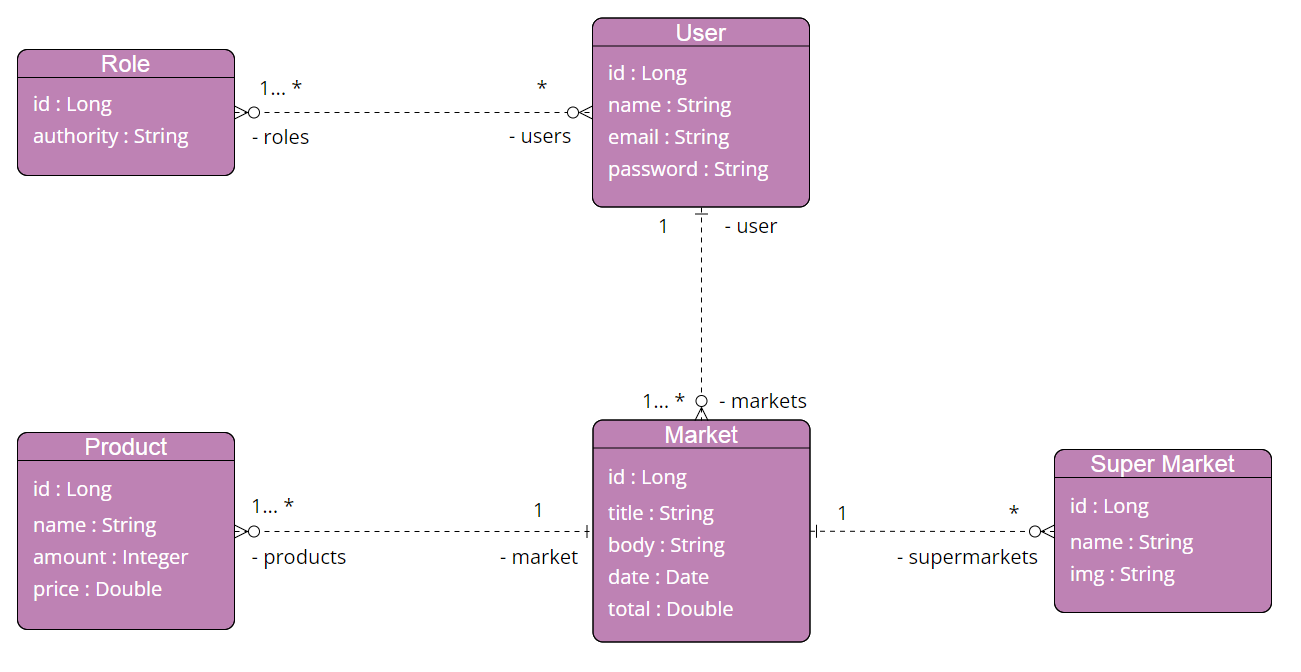 User
id : Long
name : String
email : String
password : String
Role
id : Long
authority : String
1... *
*
- roles
- users
1
- user
1... *
- markets
Market
id : Long
title : String
body : String
date : Date
total : Double
Product
id : Long
name : String
amount : Integer
price : Double
1... *
1
- products
- market
1
*
- supermarkets
Super Market
id : Long
name : String
img : String